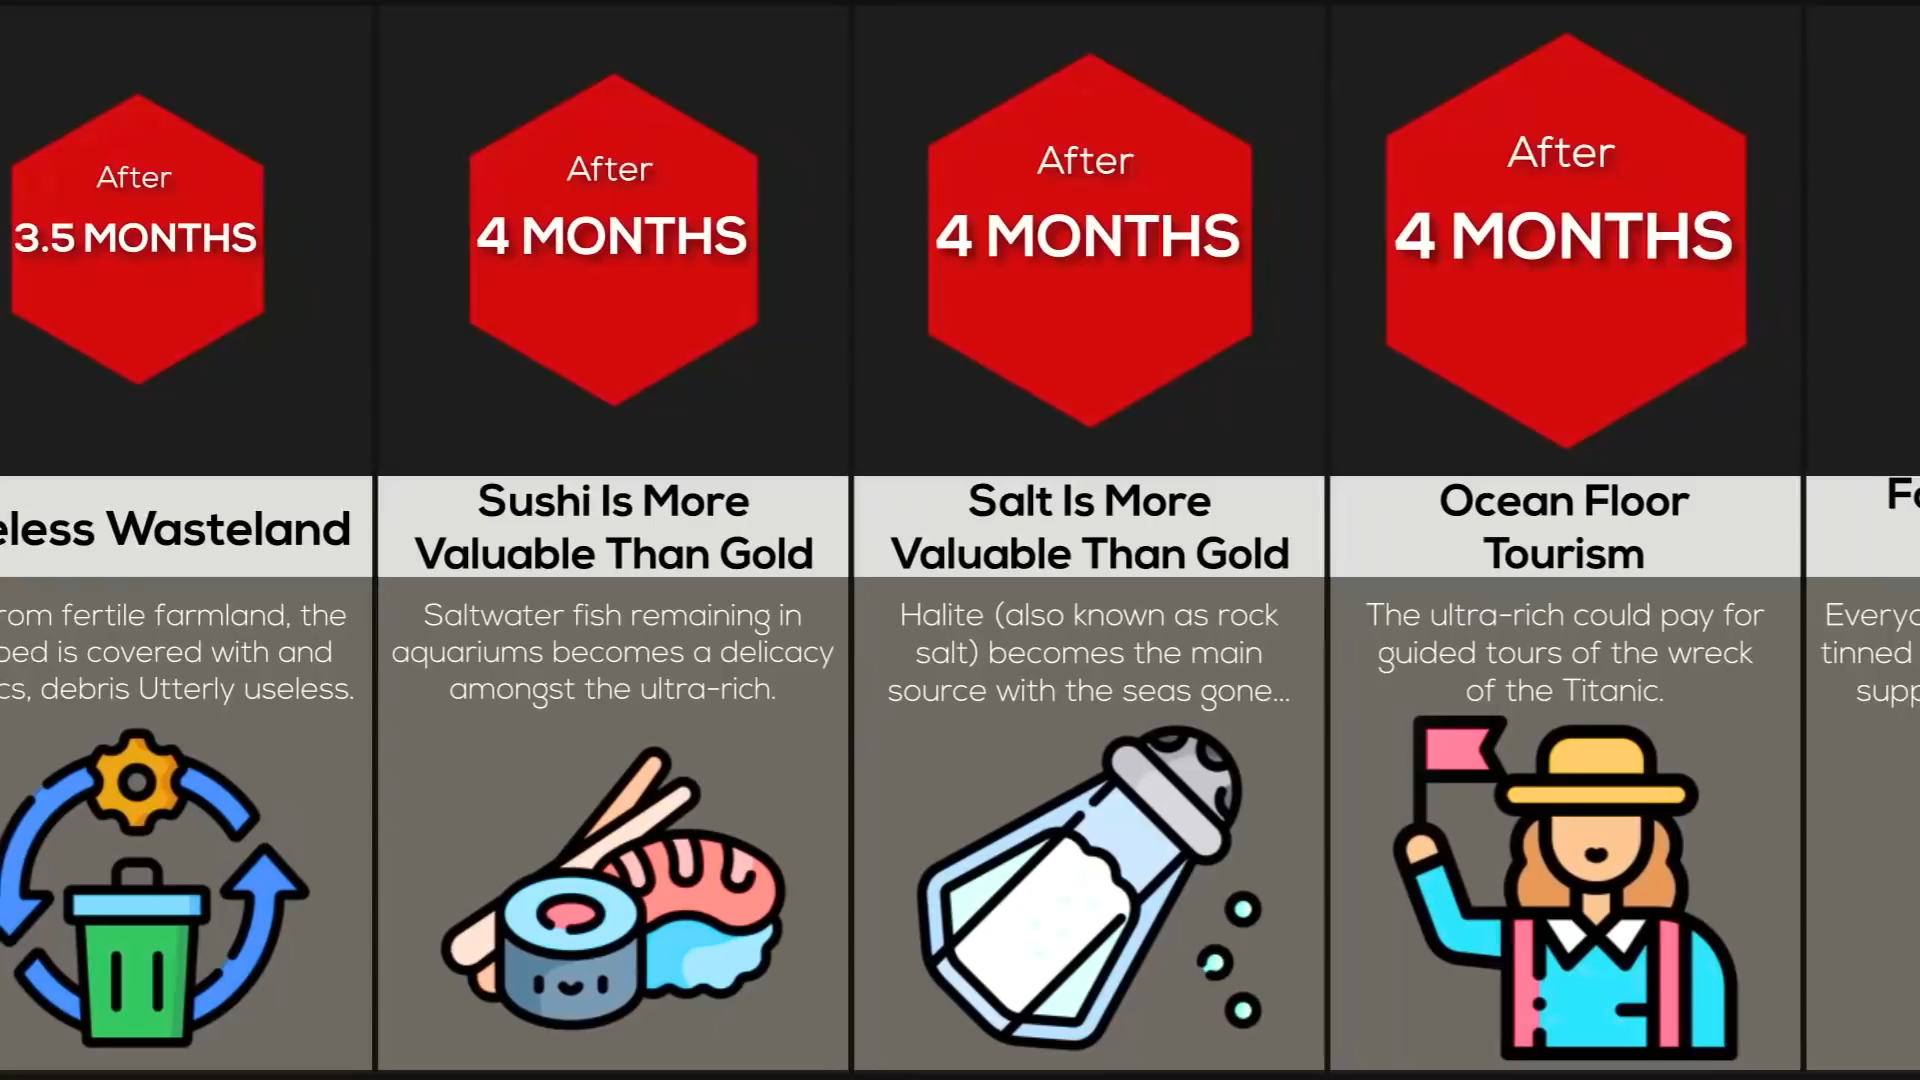 After
3.5 MONTHS
eless Wasteland
rom fertile farmland, the
bed is covered with and
cs, debris Utterly useless.
After
4 MONTHS
Sushi Is More
Valuable Than Gold
Saltwater fish remaining in
aquariums becomes a delicacy
amongst the ultra-rich.
After
4 MONTHS
Salt Is More
Valuable Than Gold
Halite (also known as rock
salt) becomes the main
source with the seas gone...
After
4 MONTHS
Ocean Floor
Tourism
The ultra-rich could pay for
guided tours of the wreck
of the Titanic.
Fo
Everyo
tinned
supp